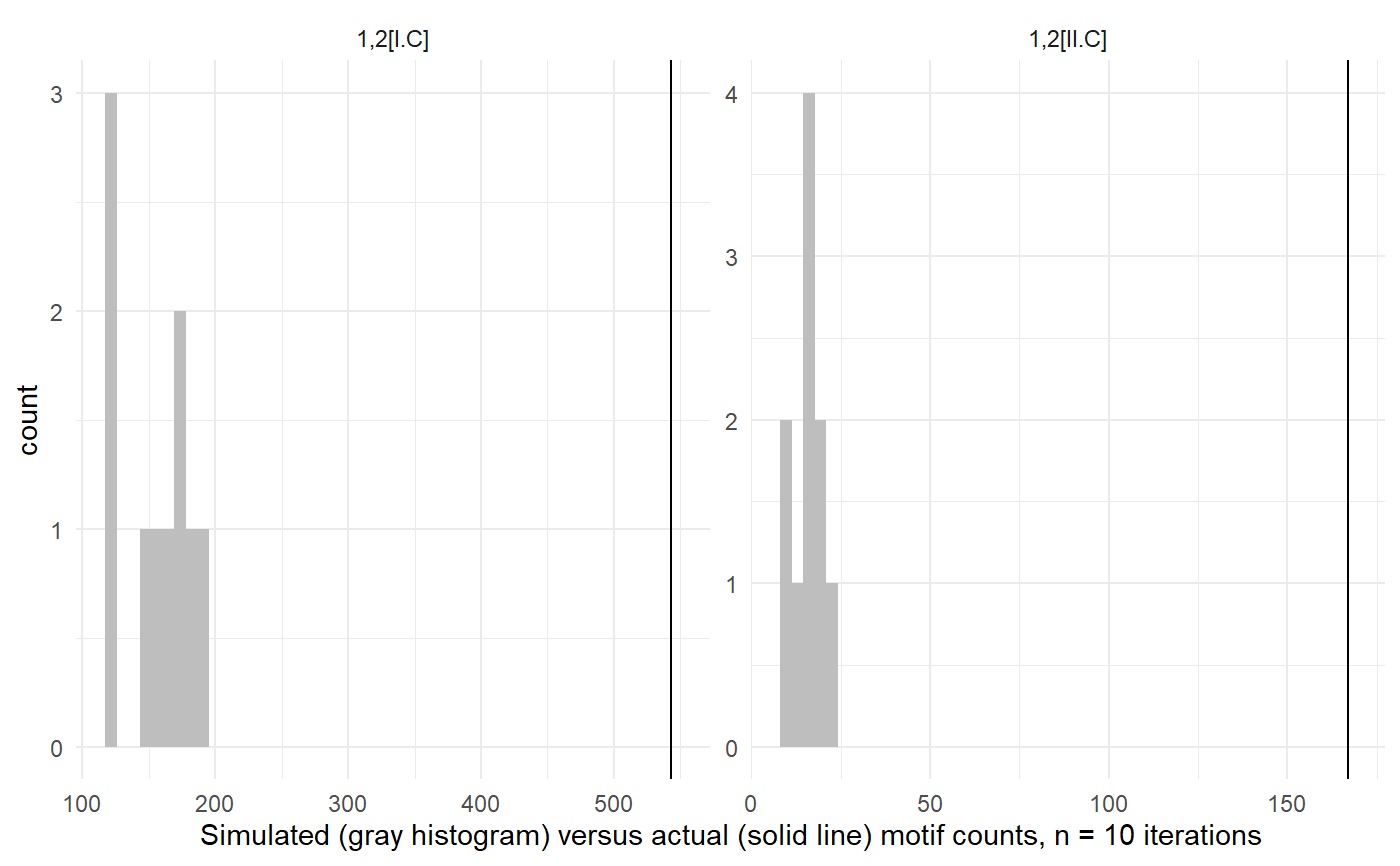 1,2[I.C]
1,2[II.C]
count
3
2
1
0
4
3
2
1
0
100 200 300 400 500
0 50 100 150
Simulated (gray histogram) versus actual (solid line) motif counts, n = 10 iterations